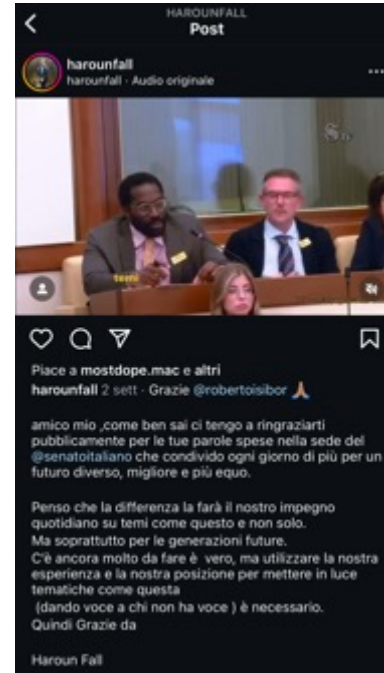 HAROUNFALL
Post
harounfall
harounfall · Audio originale
temi
Piace a mostdope.mac e altri
harounfall 2 sett · Grazie @robertoisibor 🙏🏽
amico mio ,come ben sai ci tengo a ringraziarti
pubblicamente per le tue parole spese nella sede del
@senatoitaliano che condivido ogni giorno di più per un
futuro diverso, migliore e più equo.
Penso che la differenza la farà il nostro impegno
quotidiano su temi come questo e non solo.
Ma soprattutto per le generazioni future.
C'è ancora molto da fare è vero, ma utilizzare la nostra
esperienza e la nostra posizione per mettere in luce
tematiche come questa
(dando voce a chi non ha voce ) è necessario.
Quindi Grazie da
Haroun Fall